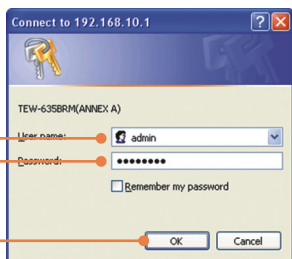 Connect to 192.168.10.1
TEW-635BRM(ANNEX A)
User name:
admin
Password:
••••••••
Remember my password
OK
Cancel